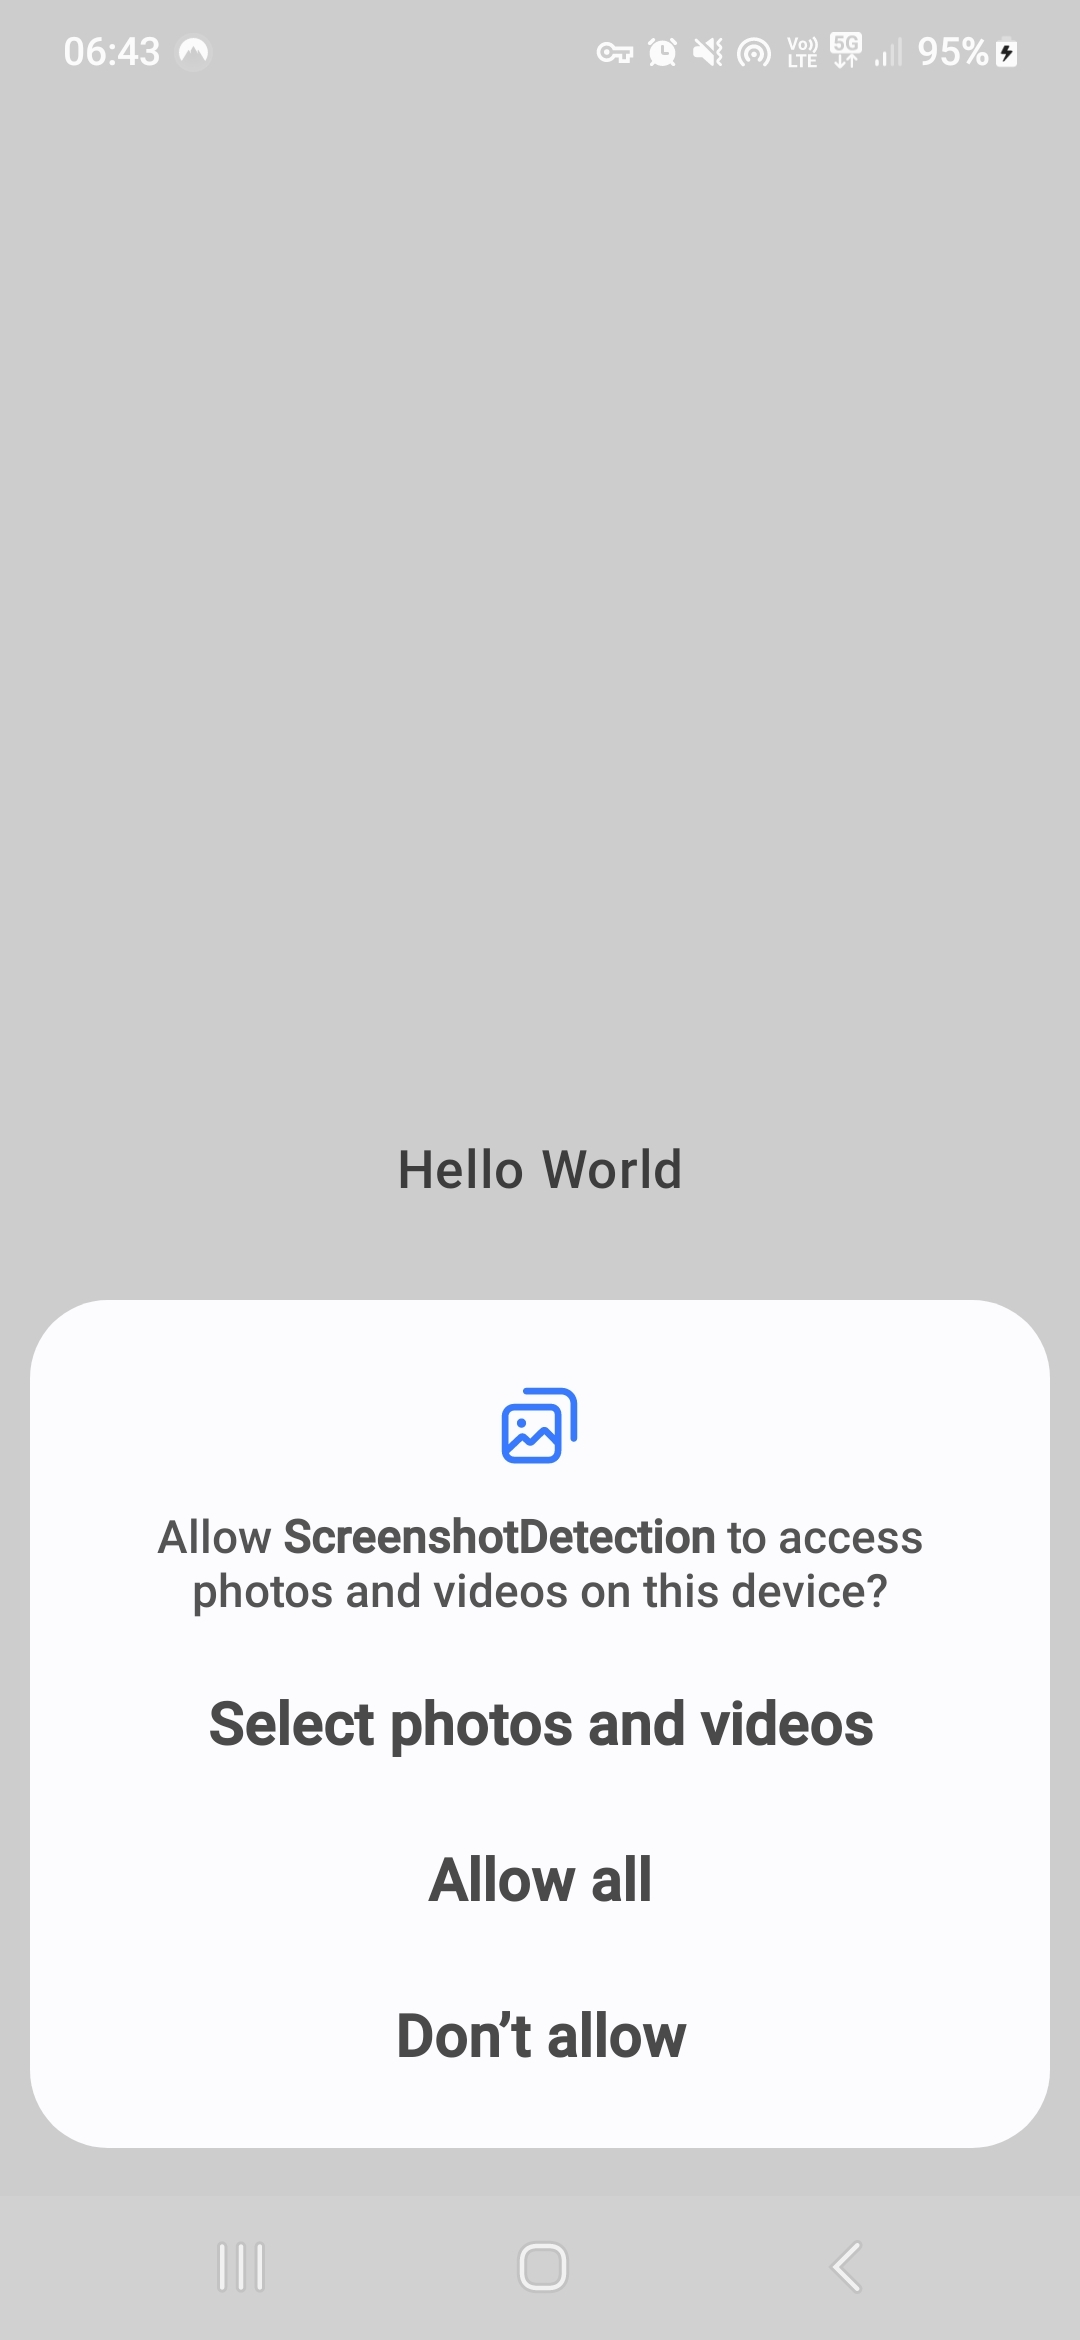 06:43 Vo)) LTE 5G 95%
Hello World
Allow ScreenshotDetection to access
photos and videos on this device?
Select photos and videos
Allow all
Don’t allow